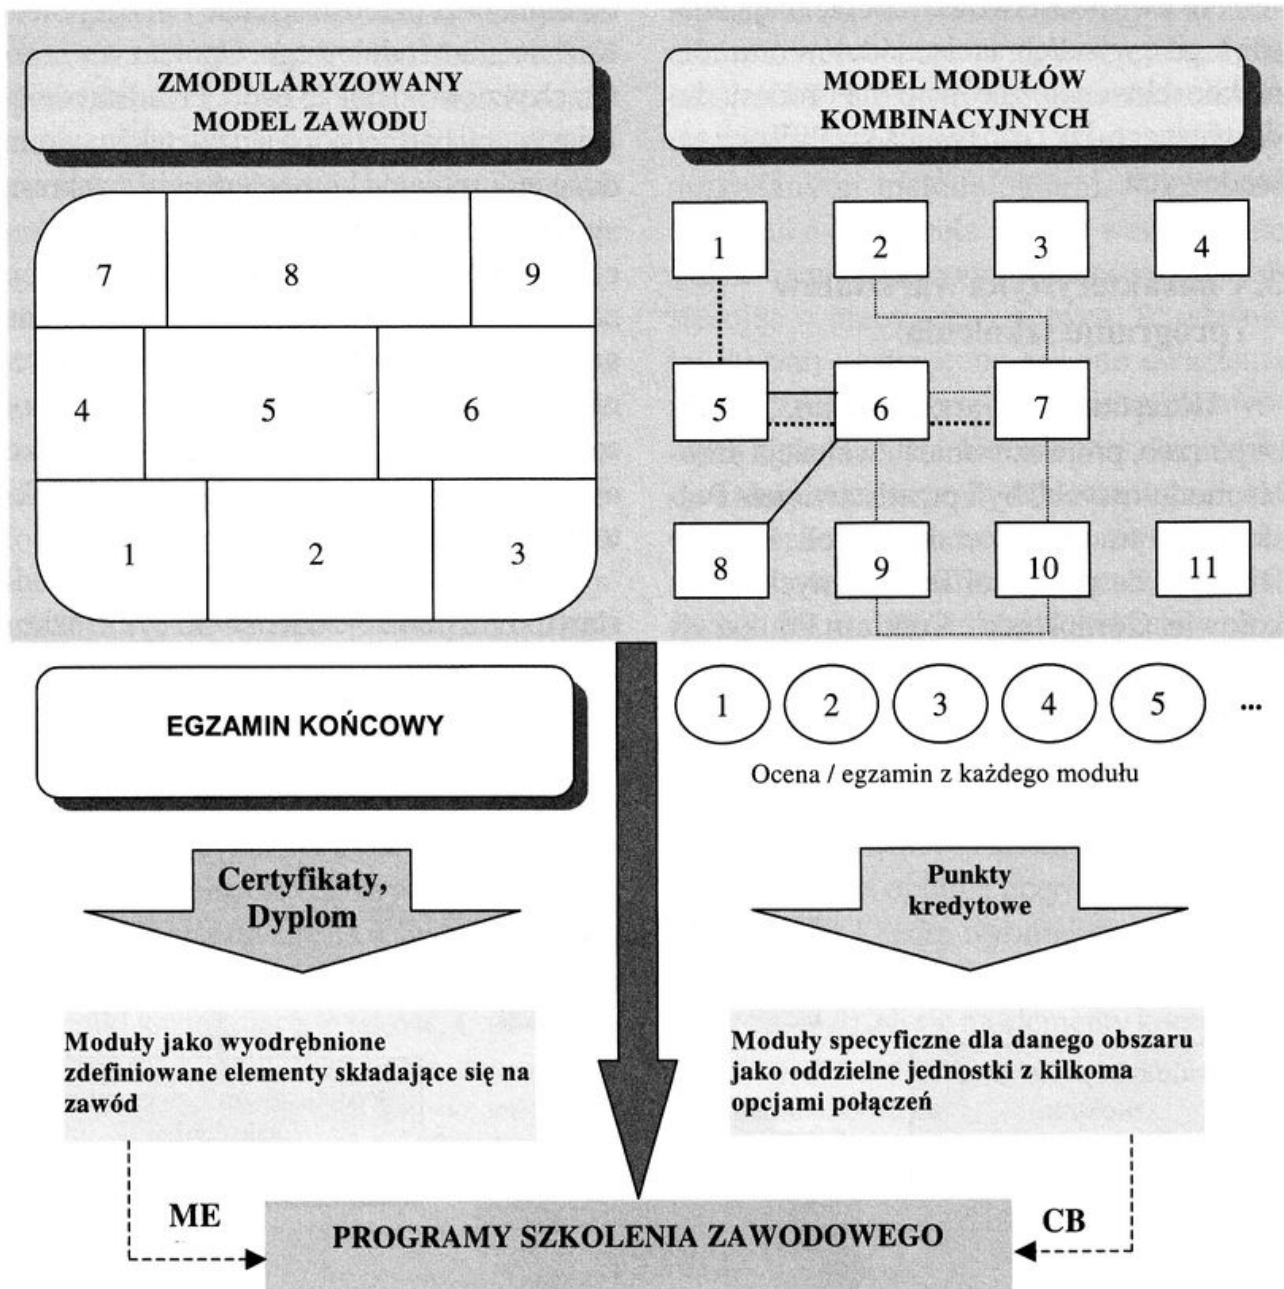 ZMODULARYZOWANY
MODEL ZAWODU
7 8 9
4 5 6
1 2 3
EGZAMIN KOŃCOWY
Certyfikaty,
Dyplom
Moduły jako wyodrębnione
zdefiniowane elementy składające się na
zawód
ME
MODEL MODUŁÓW
KOMBINACYJNYCH
1 2 3 4
5 6 7
8 9 10 11
1 2 3 4 5 ...
Ocena / egzamin z każdego modułu
Punkty
kredytowe
Moduły specyficzne dla danego obszaru
jako oddzielne jednostki z kilkoma
opcjami połączeń
CB
PROGRAMY SZKOLENIA ZAWODOWEGO